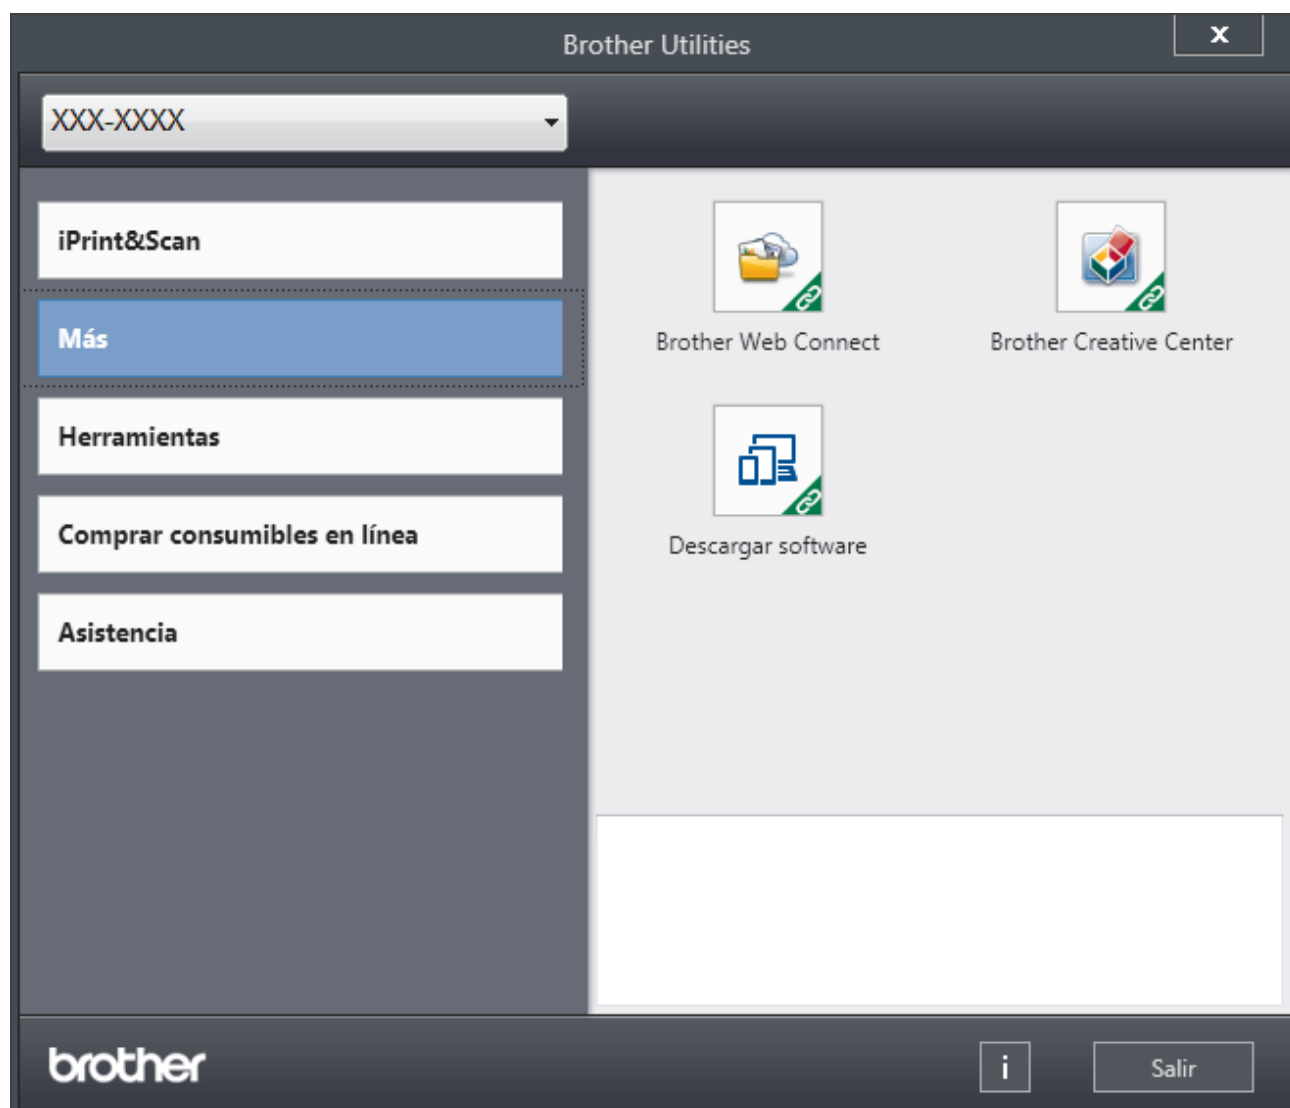 Brother Utilities
x
XXX-XXXX
iPrint&Scan
Más
Herramientas
Comprar consumibles en línea
Asistencia
Brother Web Connect
Brother Creative Center
Descargar software
brother
i
Salir